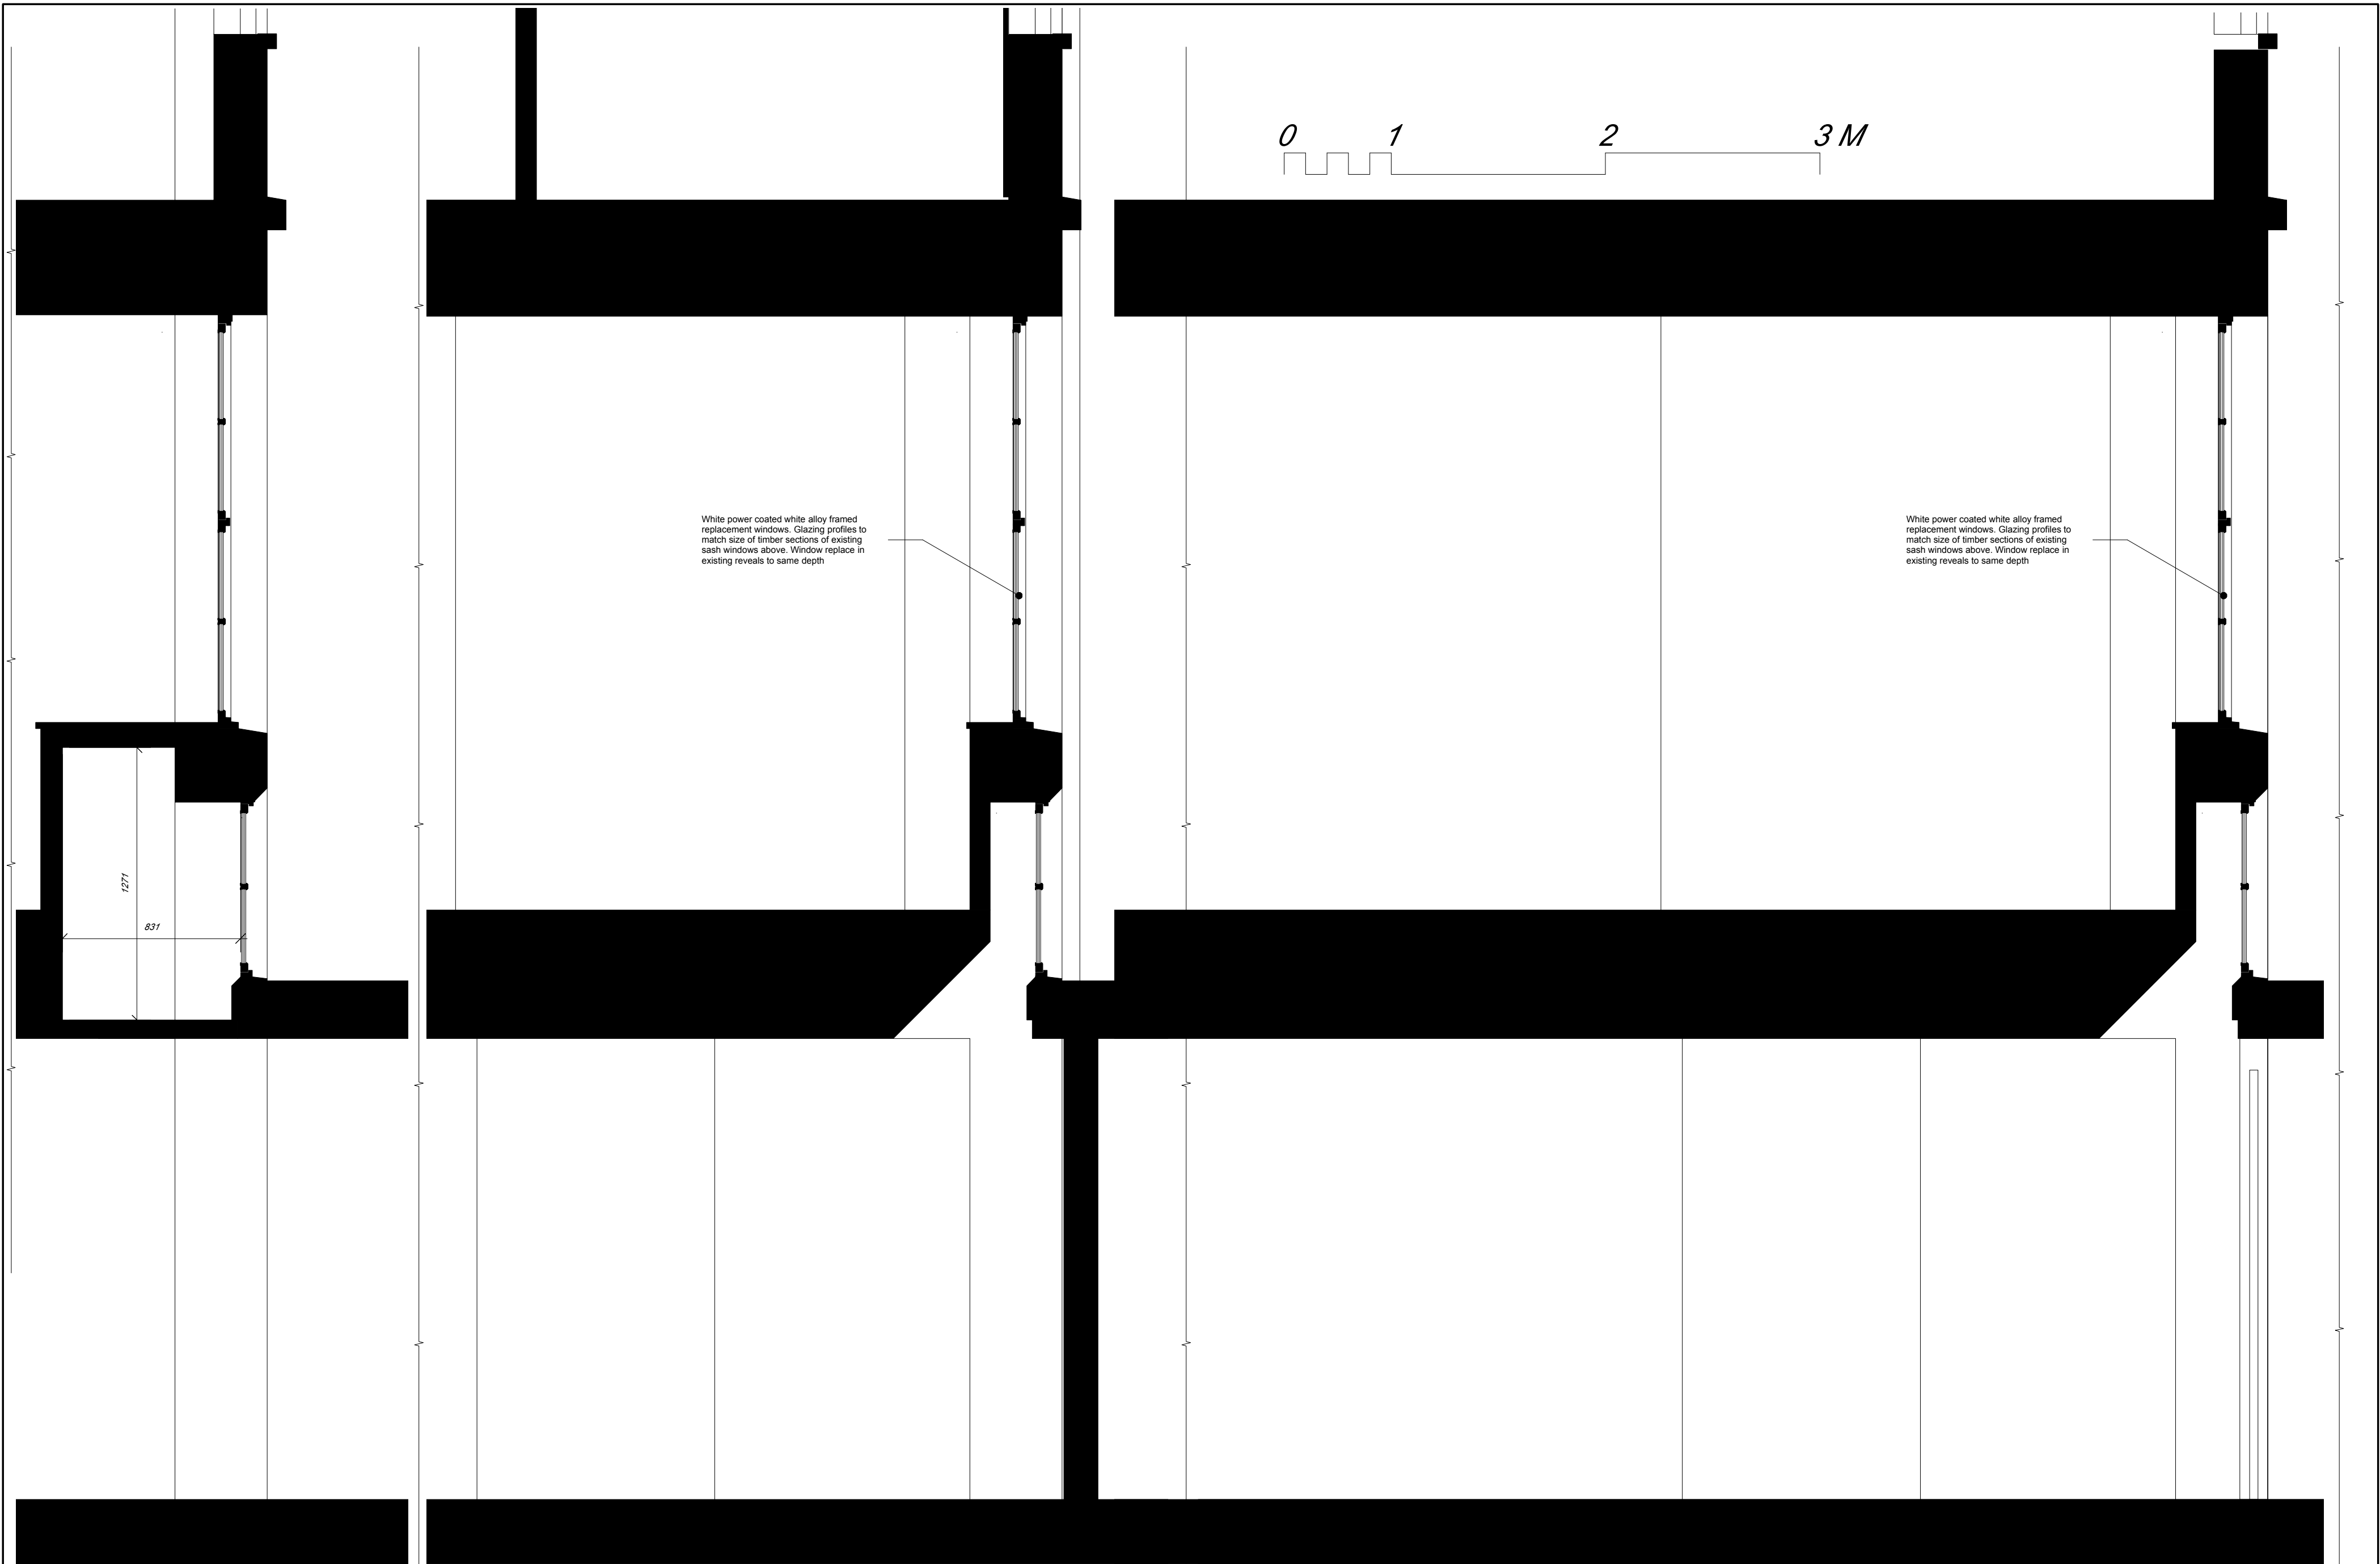 0 1 2 3 M
White power coated white alloy framed
replacement windows. Glazing profiles to
match size of timber sections of existing
sash windows above. Window replace in
existing reveals to same depth
White power coated white alloy framed
replacement windows. Glazing profiles to
match size of timber sections of existing
sash windows above. Window replace in
existing reveals to same depth
1271
831